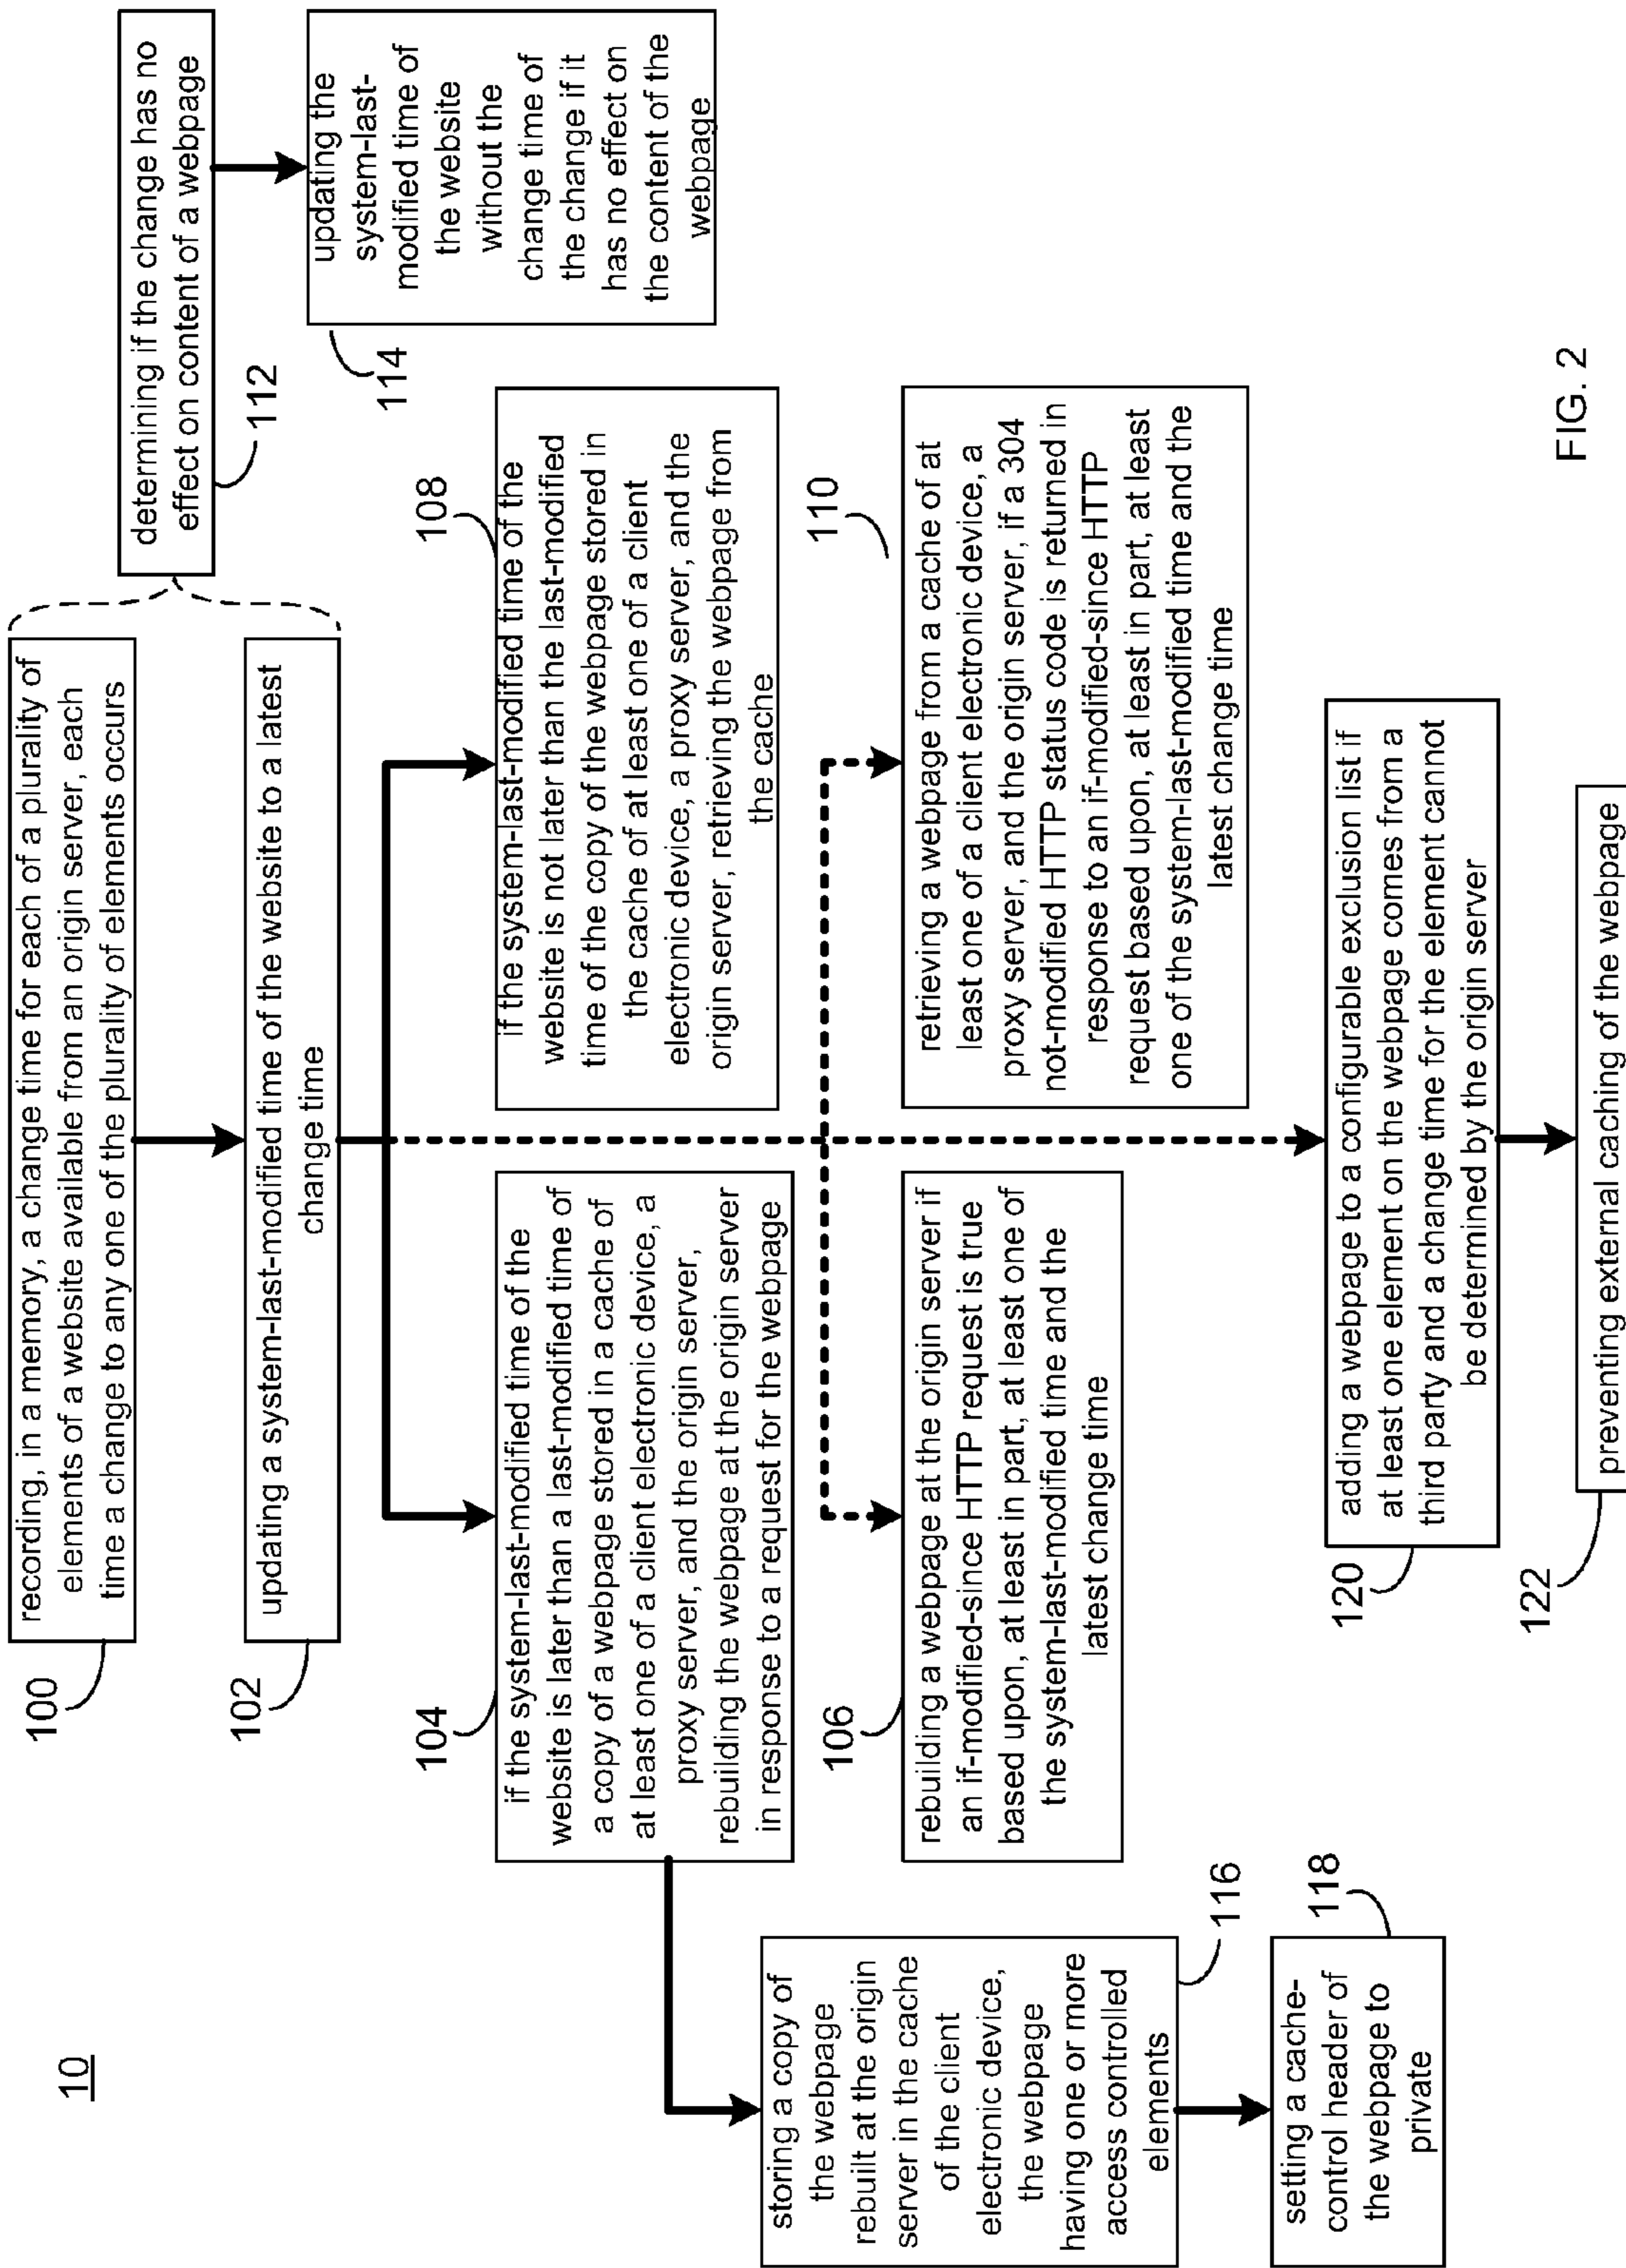 10
100
recording, in a memory, a change time for each of a plurality of
elements of a website available from an origin server, each
time a change to any one of the plurality of elements occurs
102
updating a system-last-modified time of the website to a latest
change time
determining if the change has no
effect on content of a webpage
112
updating the
system-last-
modified time of
the website
without the
change time of
the change if it
has no effect on
the content of the
webpage
114
104
if the system-last-modified time of the
website is later than a last-modified time of
a copy of a webpage stored in a cache of
at least one of a client electronic device, a
proxy server, and the origin server,
rebuilding the webpage at the origin server
in response to a request for the webpage
108
if the system-last-modified time of the
website is not later than the last-modified
time of the copy of the webpage stored in
the cache of at least one of a client
electronic device, a proxy server, and the
origin server, retrieving the webpage from
the cache
106
rebuilding a webpage at the origin server if
an if-modified-since HTTP request is true
based upon, at least in part, at least one of
the system-last-modified time and the
latest change time
110
retrieving a webpage from a cache of at
least one of a client electronic device, a
proxy server, and the origin server, if a 304
not-modified HTTP status code is returned in
response to an if-modified-since HTTP
request based upon, at least in part, at least
one of the system-last-modified time and the
latest change time
storing a copy of
the webpage
rebuilt at the origin
server in the cache
of the client
electronic device,
the webpage
having one or more
access controlled
elements
116
setting a cache-
control header of
the webpage to
private
118
120
adding a webpage to a configurable exclusion list if
at least one element on the webpage comes from a
third party and a change time for the element cannot
be determined by the origin server
122
preventing external caching of the webpage
FIG. 2